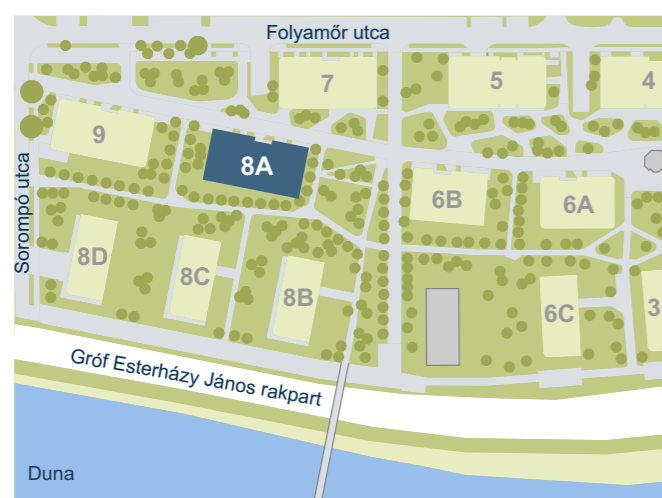 Folyamőr utca
7
5
4
9
8A
6B
6A
Sorompó utca
8D
8C
8B
6C
3
Gróf Esterházy János rakpart
Duna